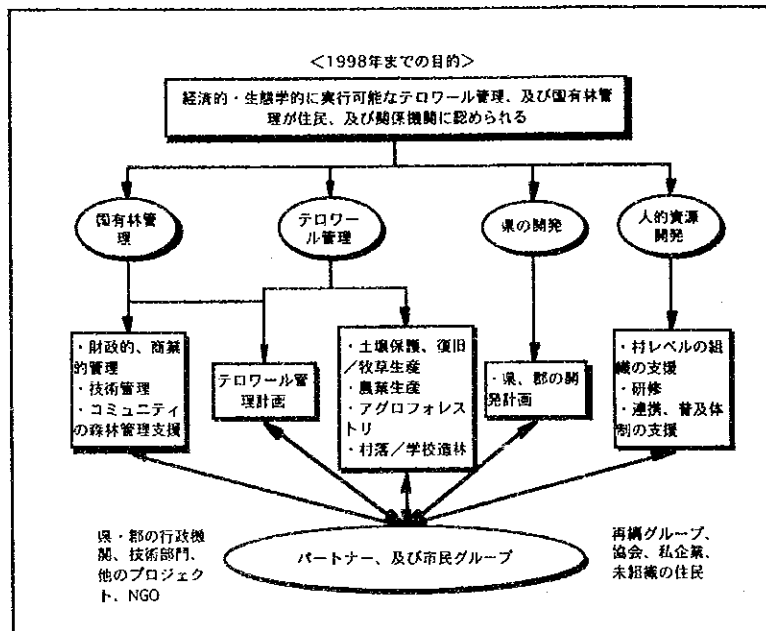 <1998年までの目的>
経済的・生態学的に実行可能なテロワール管理、及び国有林管
理が住民、及び関係機関に認められる
国有林管
理
テロワー
ル管理
県の開発
人的資源
開発
・財政的、商業
的管理
・技術管理
・コミュニティ
の森林管理支援
テロワール管
理計画
・土壌保護、復旧
／牧草生産
・農業生産
・アグロフォレス
トリ
・村落／学校造林
・県、郡の開
発計画
・村レベルの組
織の支援
・研修
・連携、普及体
制の支援
県・郡の行政機
関、技術部門、
他のプロジェク
ト、NGO
パートナー、及び市民グループ
再構グループ、
協会、私企業、
未組織の住民